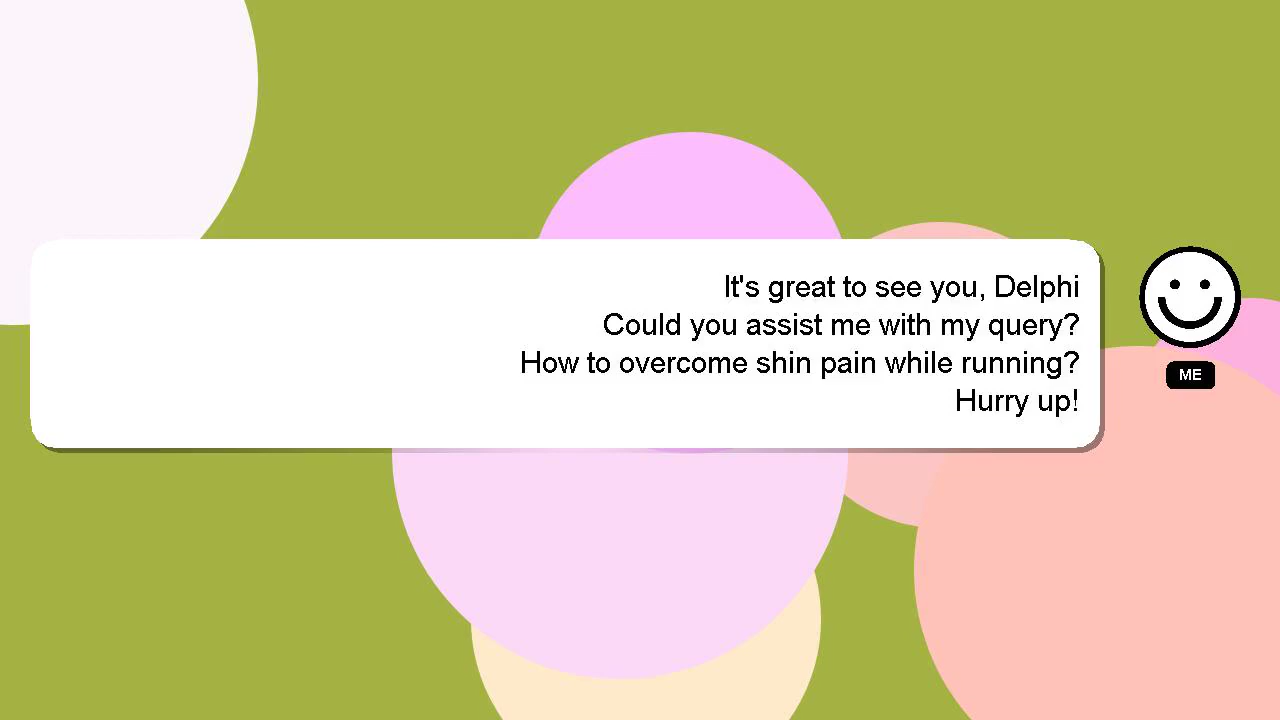 It's great to see you, Delphi
Could you assist me with my query?
How to overcome shin pain while running?
Hurry up!
ME